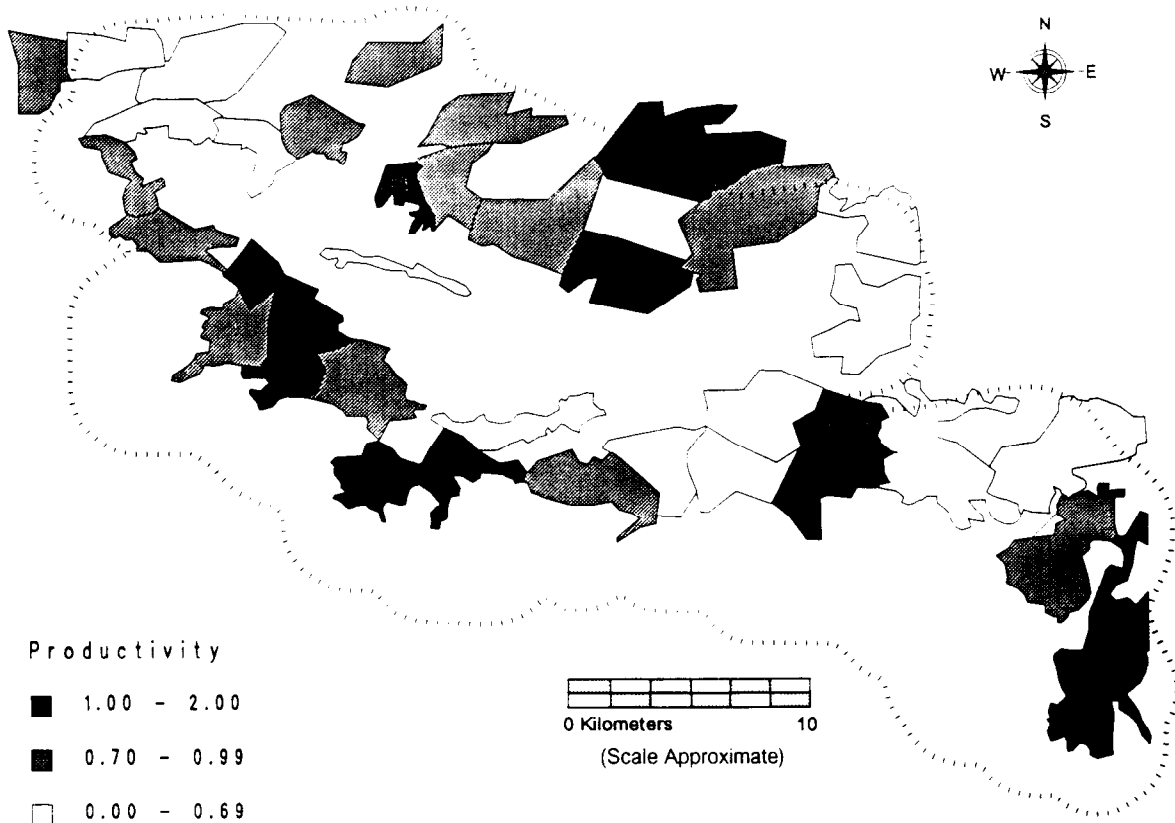 N
W E
S
Productivity
1.00 - 2.00
0.70 - 0.99
0.00 - 0.69
0 Kilometers 10
(Scale Approximate)